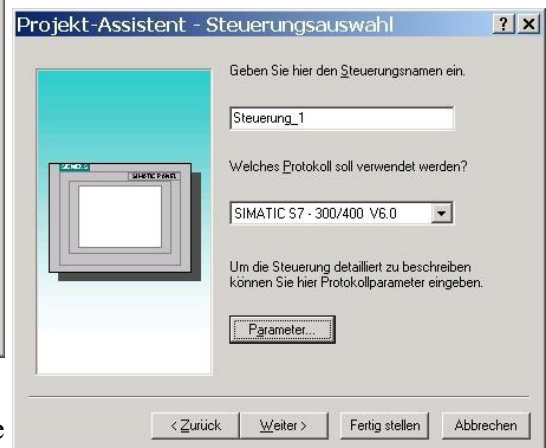 Projekt-Assistent - Steuerungsauswahl
Geben Sie hier den Steuerungsnamen ein.
Steuerung_1
Welches Protokoll soll verwendet werden?
SIEMENS
SIMATIC PANEL
SIMATIC S7 - 300/400 V6.0
Um die Steuerung detailliert zu beschreiben
können Sie hier Protokollparameter eingeben.
Parameter...
e
< Zurück
Weiter >
Fertig stellen
Abbrechen